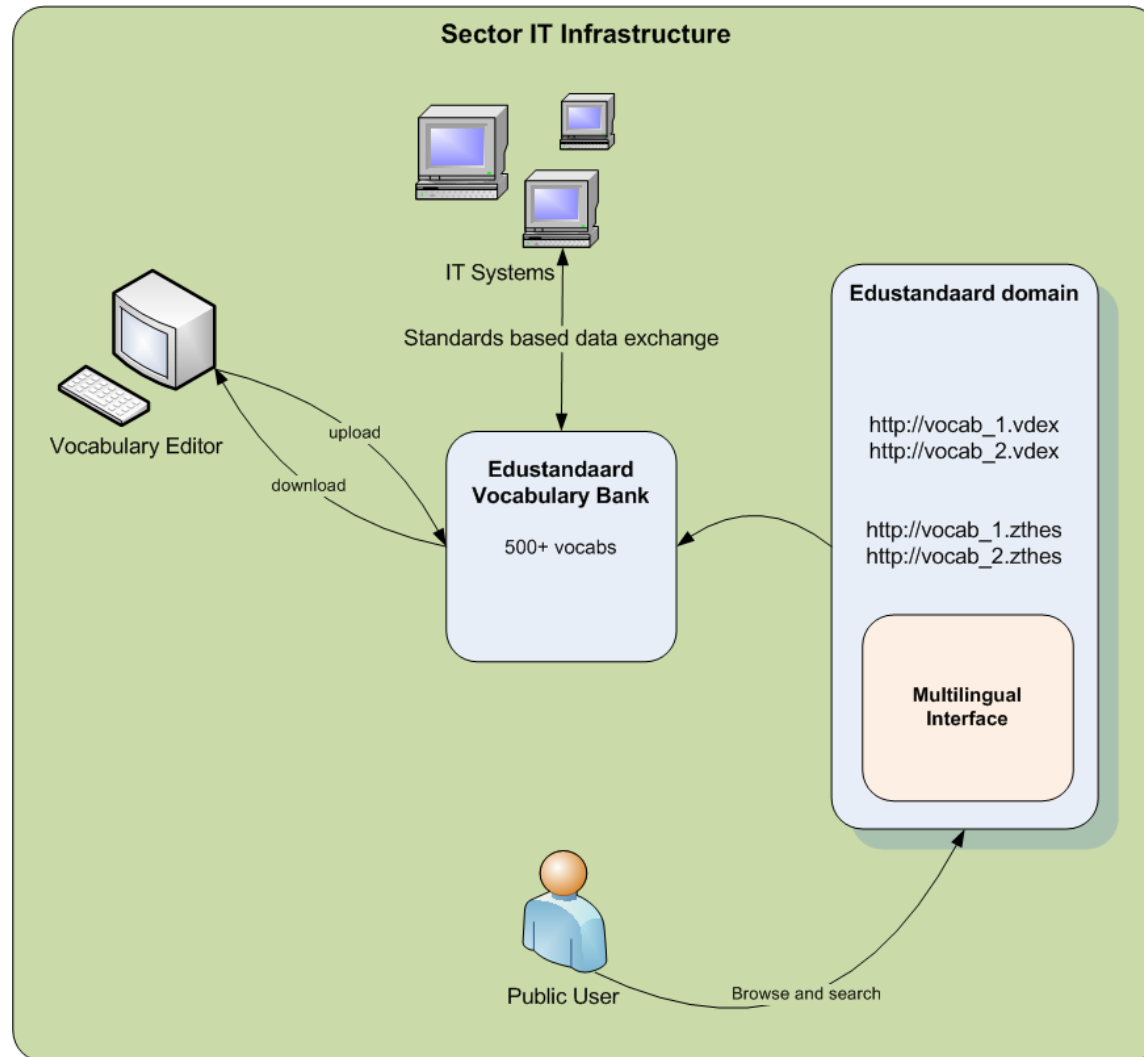 Sector IT Infrastructure
IT Systems
Standards based data exchange
Vocabulary Editor
upload
download
Edustandaard
Vocabulary Bank
500+ vocabs
Edustandaard domain
http://vocab_1.vdex
http://vocab_2.vdex
http://vocab_1.zthes
http://vocab_2.zthes
Multilingual
Interface
Public User
Browse and search